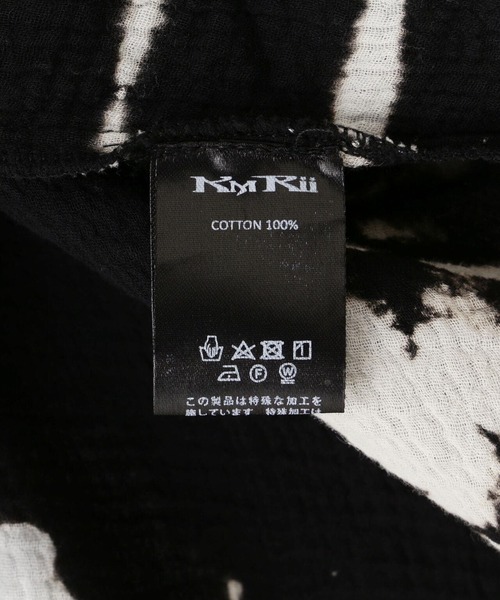 KMRii
COTTON 100%
F W
この製品は特殊な加工を
施しています。特殊加工は